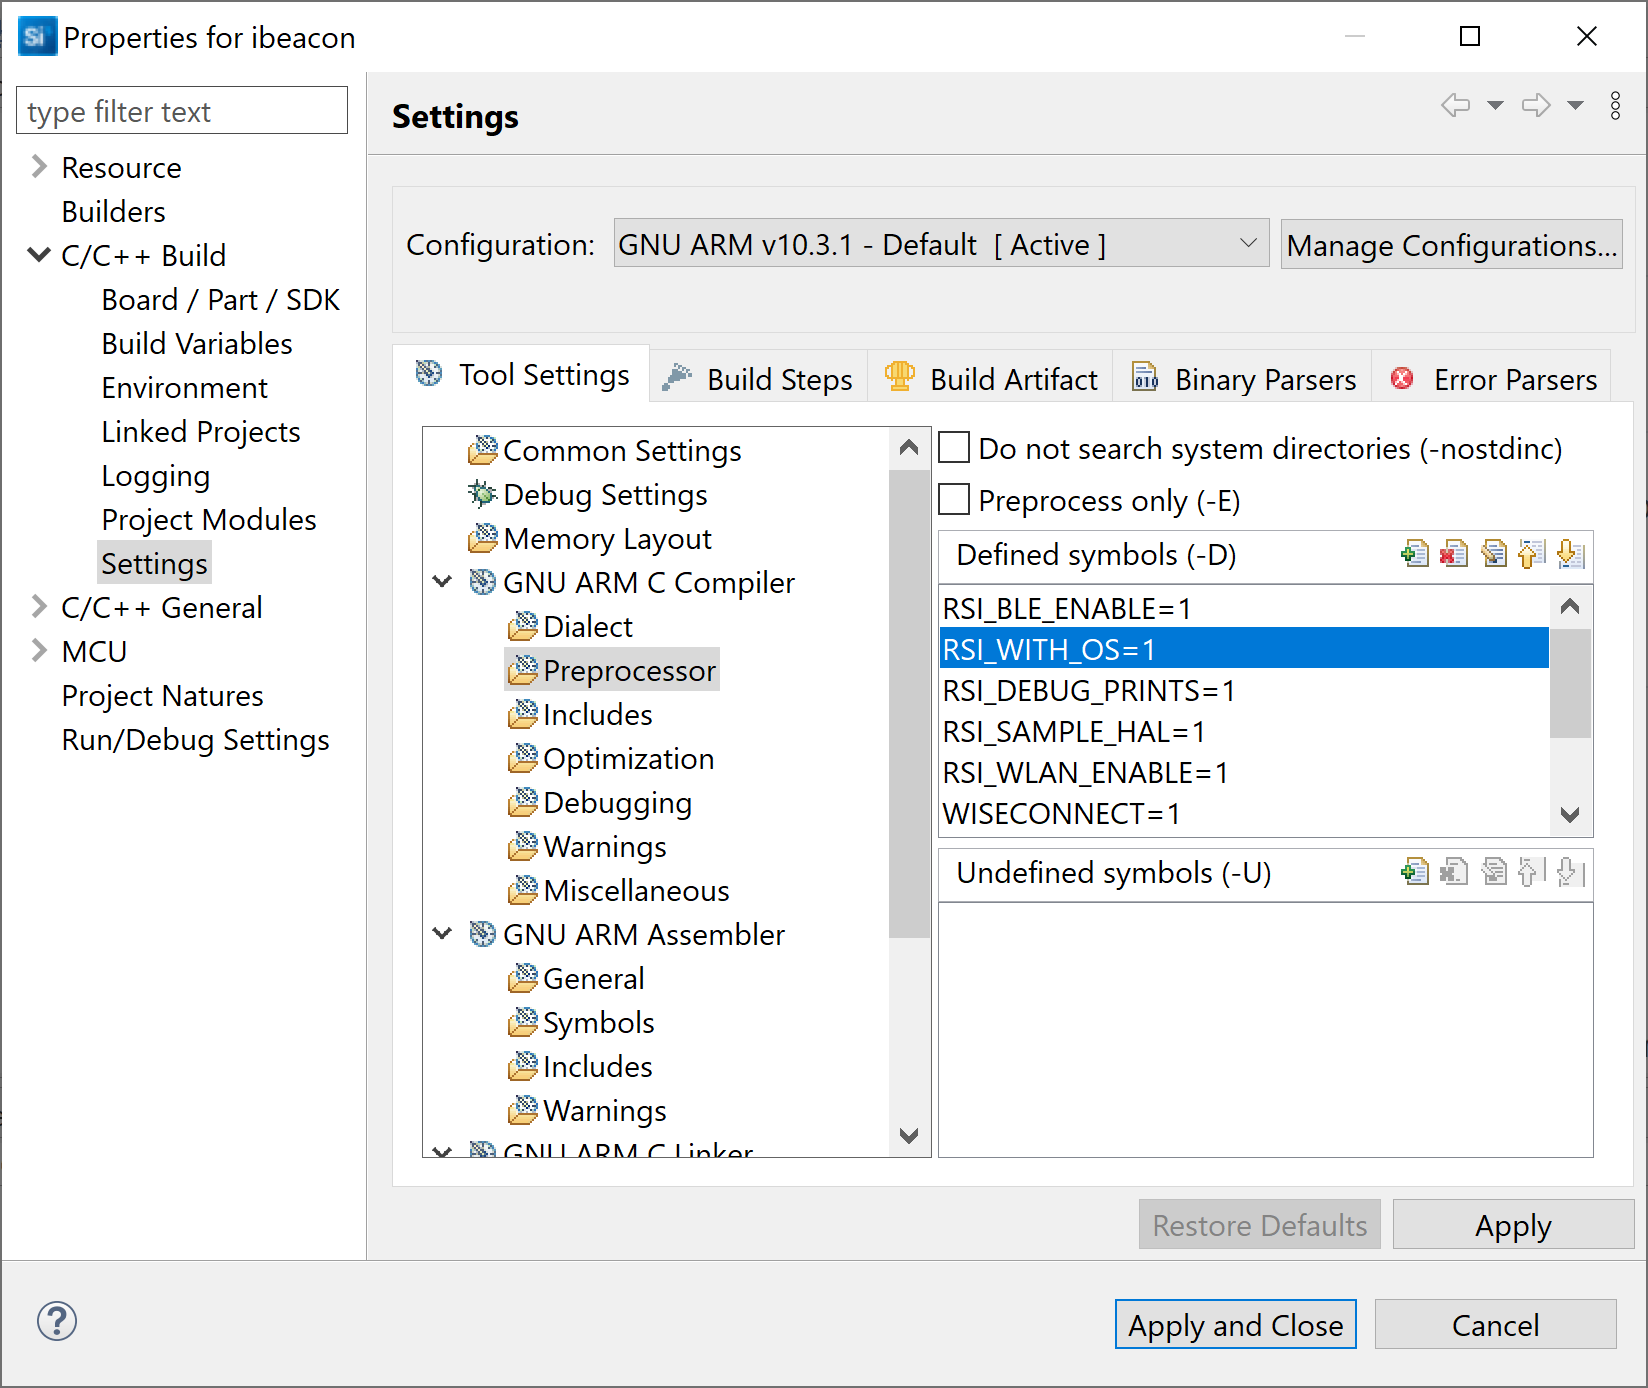 Si Properties for ibeacon
type filter text
Resource
Builders
C/C++ Build
Board / Part / SDK
Build Variables
Environment
Linked Projects
Logging
Project Modules
Settings
C/C++ General
MCU
Project Natures
Run/Debug Settings
Settings
Configuration: GNU ARM v10.3.1 - Default [ Active ] Manage Configurations...
Tool Settings Build Steps Build Artifact Binary Parsers Error Parsers
Common Settings
Debug Settings
Memory Layout
GNU ARM C Compiler
Dialect
Preprocessor
Includes
Optimization
Debugging
Warnings
Miscellaneous
GNU ARM Assembler
General
Symbols
Includes
Warnings
GNU ARM C Linker
Do not search system directories (-nostdinc)
Preprocess only (-E)
Defined symbols (-D)
RSI_BLE_ENABLE=1
RSI_WITH_OS=1
RSI_DEBUG_PRINTS=1
RSI_SAMPLE_HAL=1
RSI_WLAN_ENABLE=1
WISECONNECT=1
Undefined symbols (-U)
Restore Defaults Apply
? Apply and Close Cancel